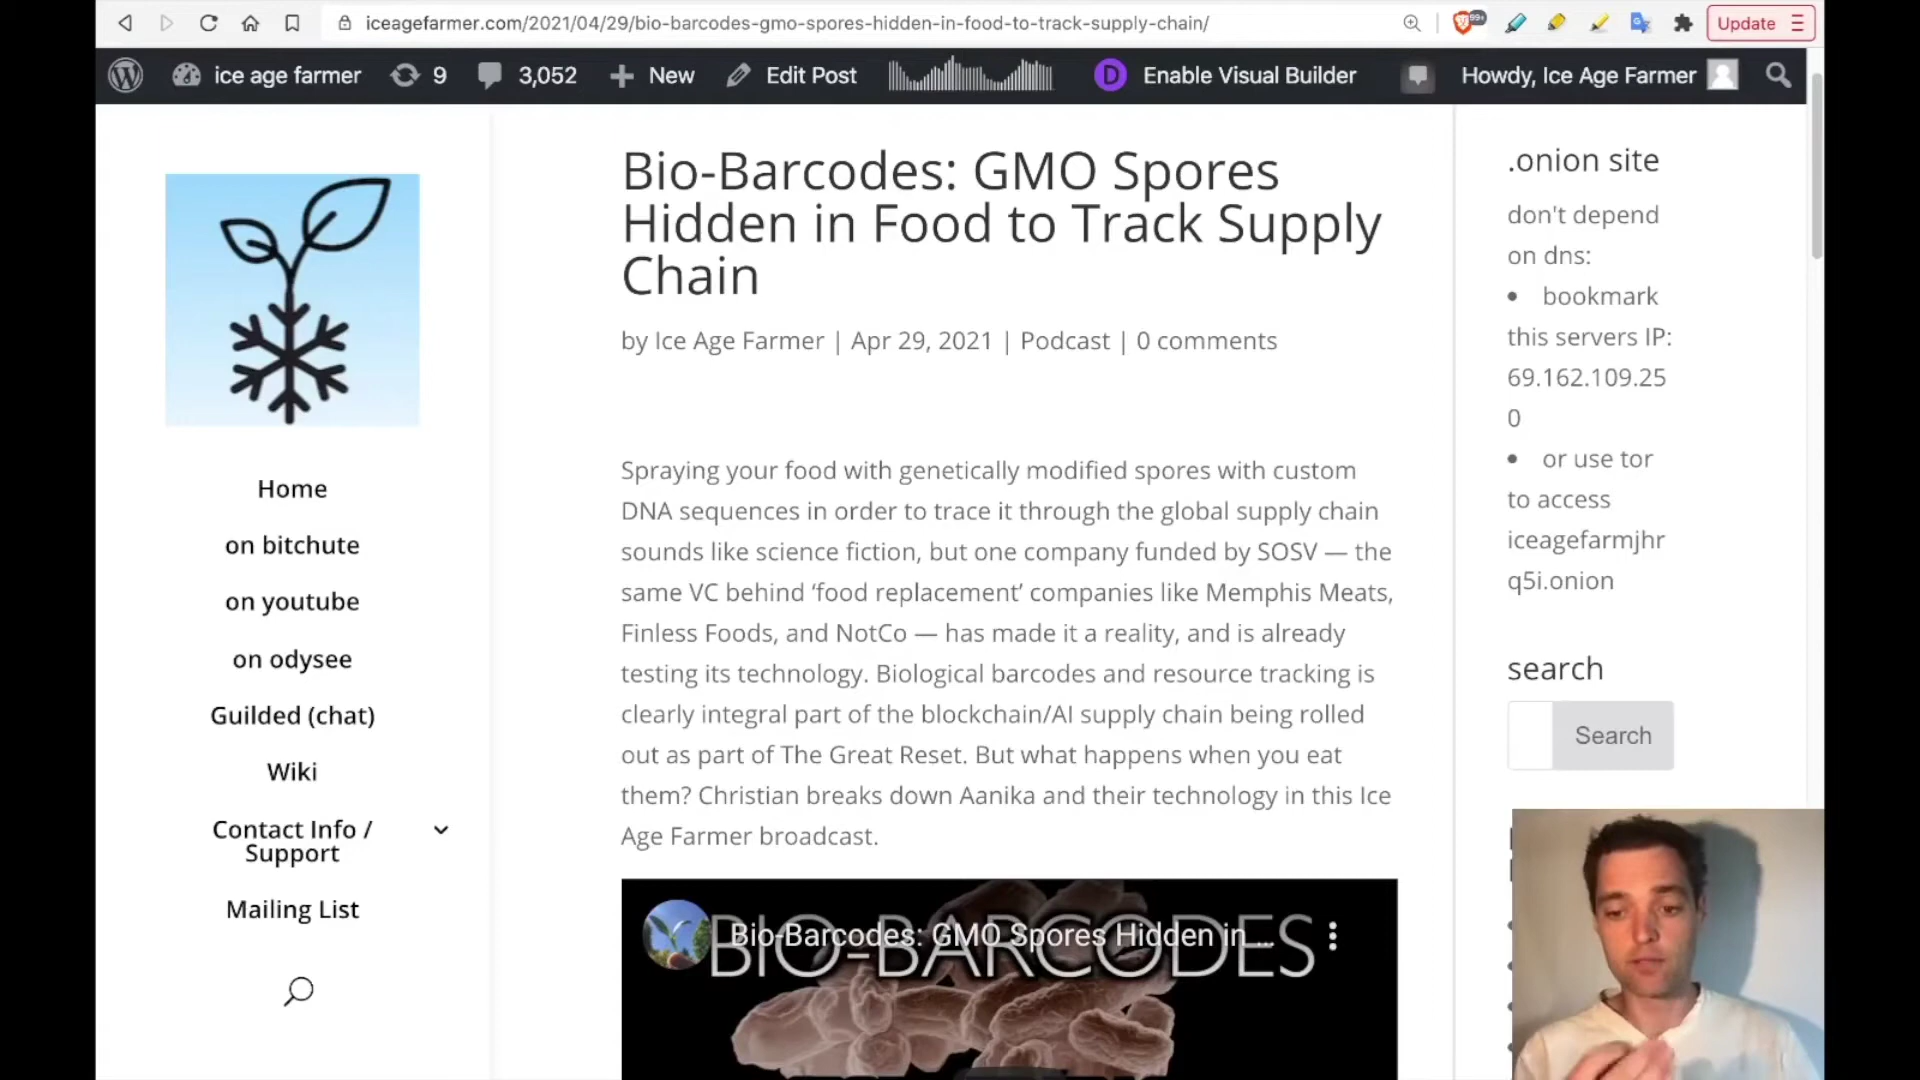 iceagefarmer.com/2021/04/29/bio-barcodes-gmo-spores-hidden-in-food-to-track-supply-chain/
99+
Update
ice age farmer
9
3,052
New
Edit Post
D
Enable Visual Builder
Howdy, Ice Age Farmer
Home
on bitchute
on youtube
on odysee
Guilded (chat)
Wiki
Contact Info /
Support
Mailing List
Bio-Barcodes: GMO Spores
Hidden in Food to Track Supply
Chain
by Ice Age Farmer | Apr 29, 2021 | Podcast | 0 comments
Spraying your food with genetically modified spores with custom
DNA sequences in order to trace it through the global supply chain
sounds like science fiction, but one company funded by SOSV — the
same VC behind ‘food replacement’ companies like Memphis Meats,
Finless Foods, and NotCo — has made it a reality, and is already
testing its technology. Biological barcodes and resource tracking is
clearly integral part of the blockchain/AI supply chain being rolled
out as part of The Great Reset. But what happens when you eat
them? Christian breaks down Aanika and their technology in this Ice
Age Farmer broadcast.
Bio-Barcodes: GMO Spores Hidden in ...
BIO-BARCODES
.onion site
don't depend
on dns:
• bookmark
this servers IP:
69.162.109.25
0
• or use tor
to access
iceagefarmjhr
q5i.onion
search
Search